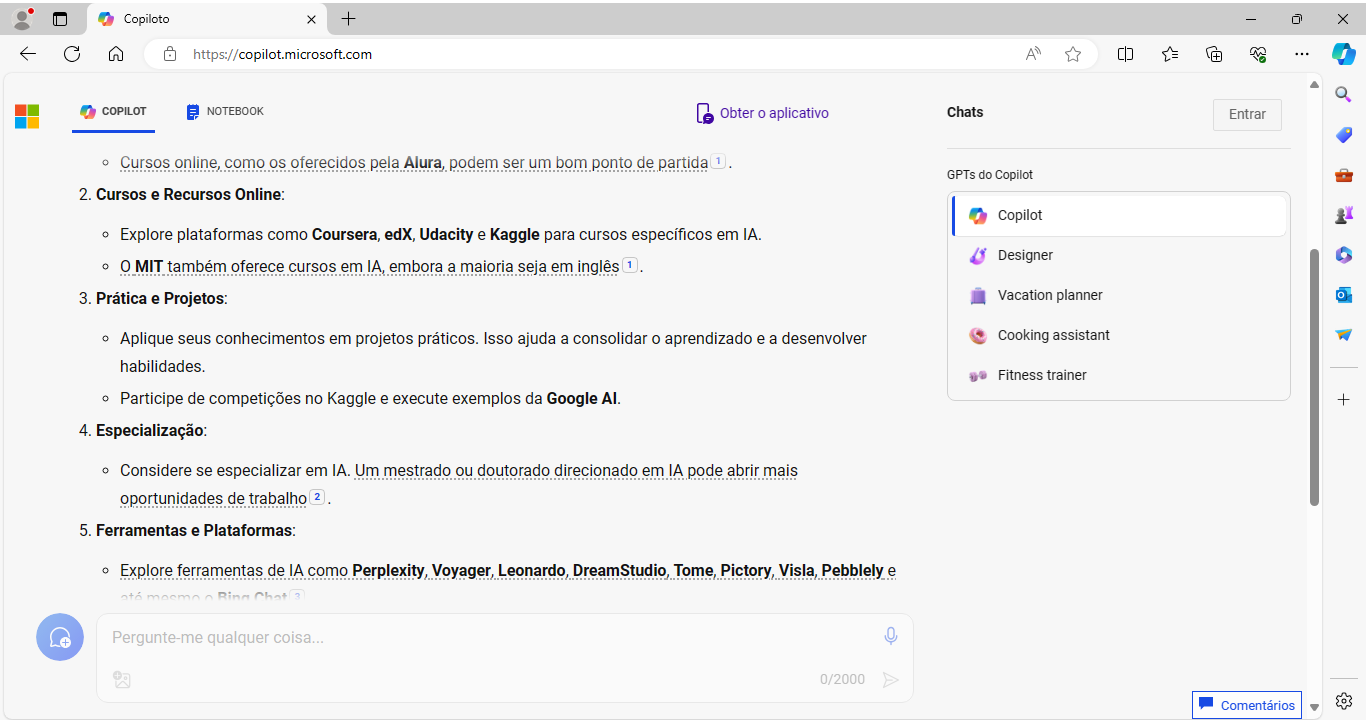 Copiloto
https://copilot.microsoft.com
COPILOT
NOTEBOOK
Obter o aplicativo
Cursos online, como os oferecidos pela Alura, podem ser um bom ponto de partida 1 .
2. Cursos e Recursos Online:
Explore plataformas como Coursera, edX, Udacity e Kaggle para cursos específicos em IA.
O MIT também oferece cursos em IA, embora a maioria seja em inglês 1 .
3. Prática e Projetos:
Aplique seus conhecimentos em projetos práticos. Isso ajuda a consolidar o aprendizado e a desenvolver
habilidades.
Participe de competições no Kaggle e execute exemplos da Google AI.
4. Especialização:
Considere se especializar em IA. Um mestrado ou doutorado direcionado em IA pode abrir mais
oportunidades de trabalho 2 .
5. Ferramentas e Plataformas:
Explore ferramentas de IA como Perplexity, Voyager, Leonardo, DreamStudio, Tome, Pictory, Visla, Pebblely e
até mesmo o Bing Chat 3
Pergunte-me qualquer coisa...
0/2000
Chats
Entrar
GPTs do Copilot
Copilot
Designer
Vacation planner
Cooking assistant
Fitness trainer
Comentários